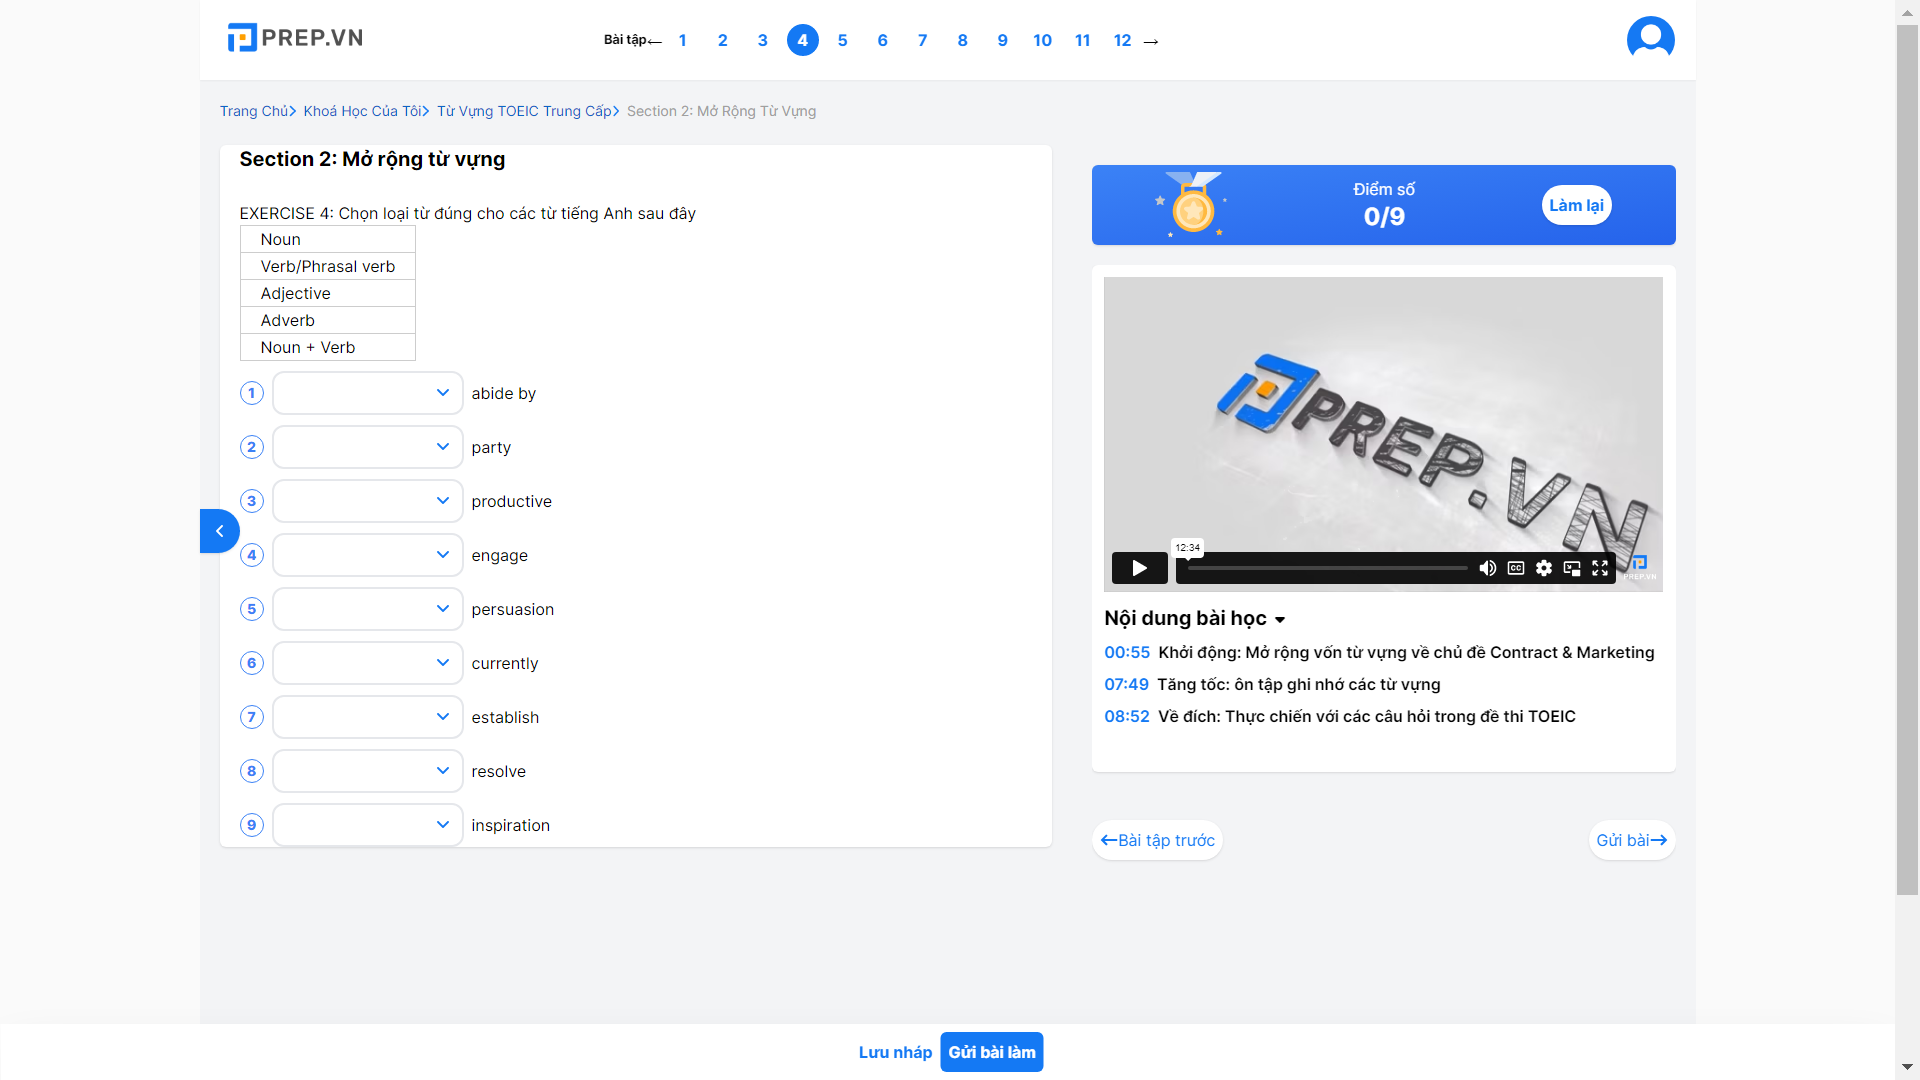 PREP.VN
Bài tập← 1 2 3 4 5 6 7 8 9 10 11 12 →
Trang Chủ> Khoá Học Của Tôi> Từ Vựng TOEIC Trung Cấp> Section 2: Mở Rộng Từ Vựng
Section 2: Mở rộng từ vựng
EXERCISE 4: Chọn loại từ đúng cho các từ tiếng Anh sau đây
Noun
Verb/Phrasal verb
Adjective
Adverb
Noun + Verb
1 abide by
2 party
3 productive
4 engage
5 persuasion
6 currently
7 establish
8 resolve
9 inspiration
Điểm số
0/9
Làm lại
PREP.VN
12:34
CC
PREP.VN
Nội dung bài học
00:55 Khởi động: Mở rộng vốn từ vựng về chủ đề Contract & Marketing
07:49 Tăng tốc: ôn tập ghi nhớ các từ vựng
08:52 Về đích: Thực chiến với các câu hỏi trong đề thi TOEIC
←Bài tập trước
Gửi bài→
Lưu nháp
Gửi bài làm